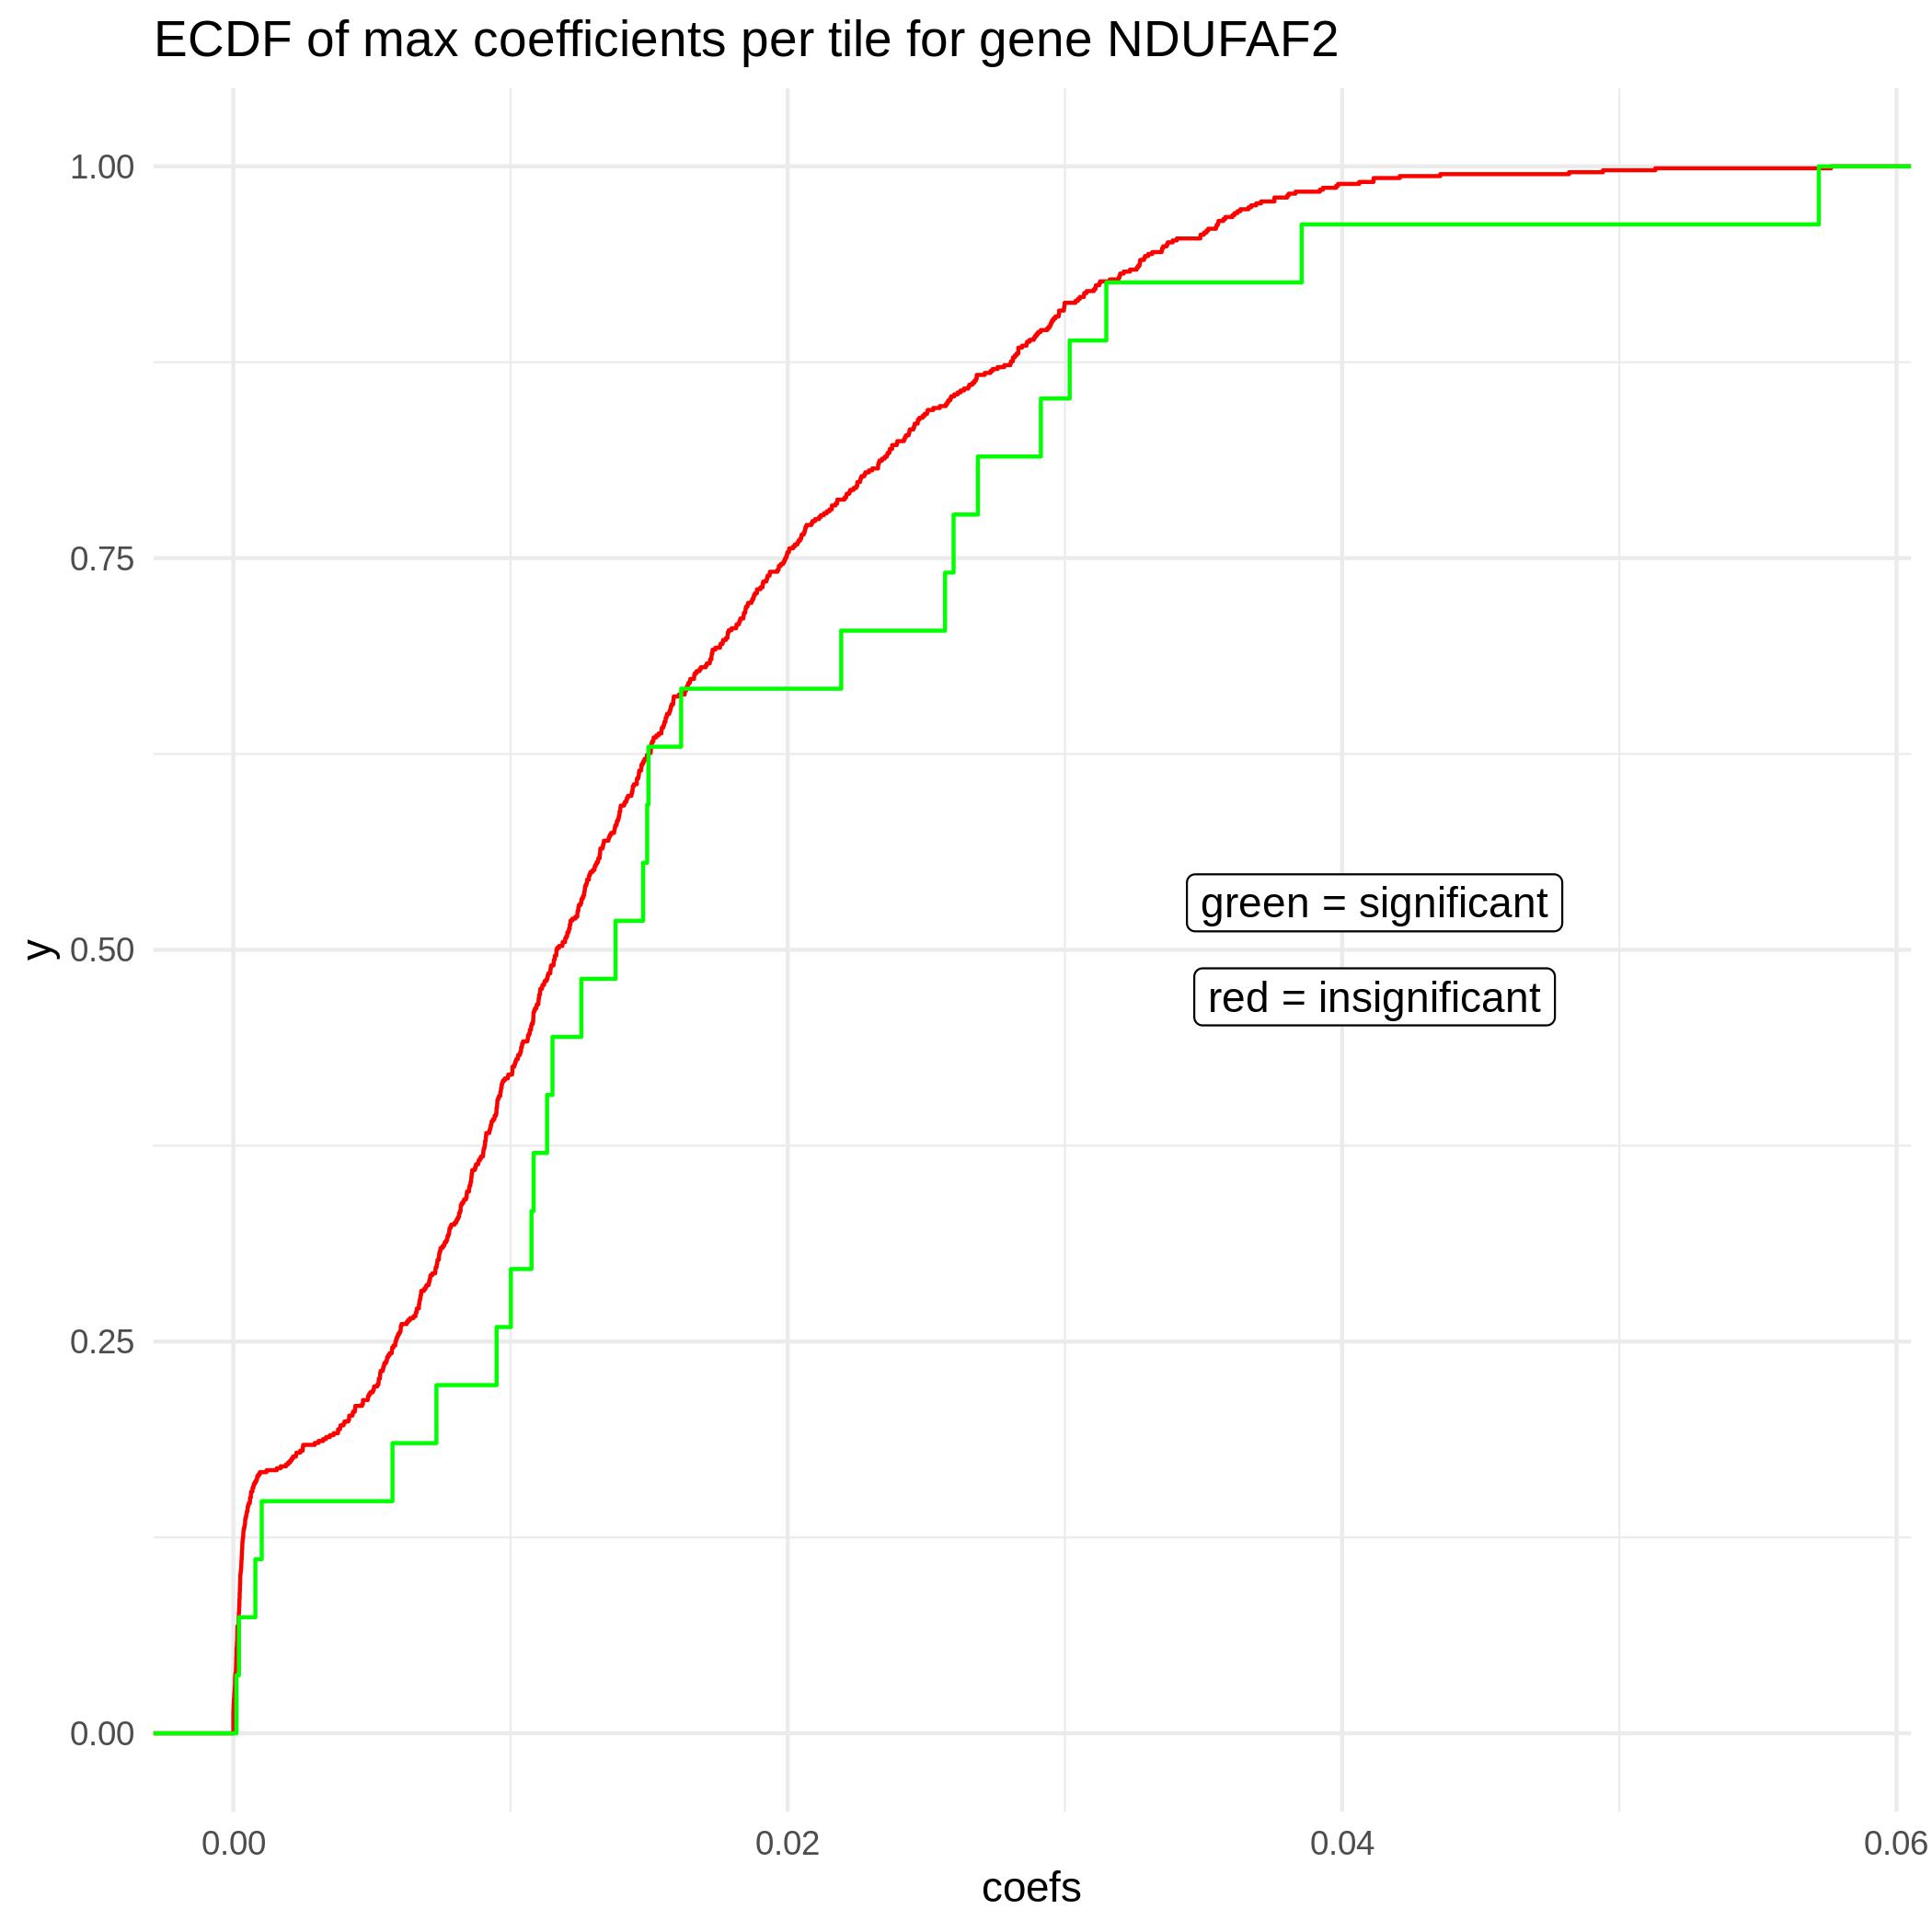 ECDF of max coefficients per tile for gene NDUFAF2
1.00
0.75
0.50
0.25
0.00
y
green = significant
red = insignificant
0.00 0.02 0.04 0.06
coefs